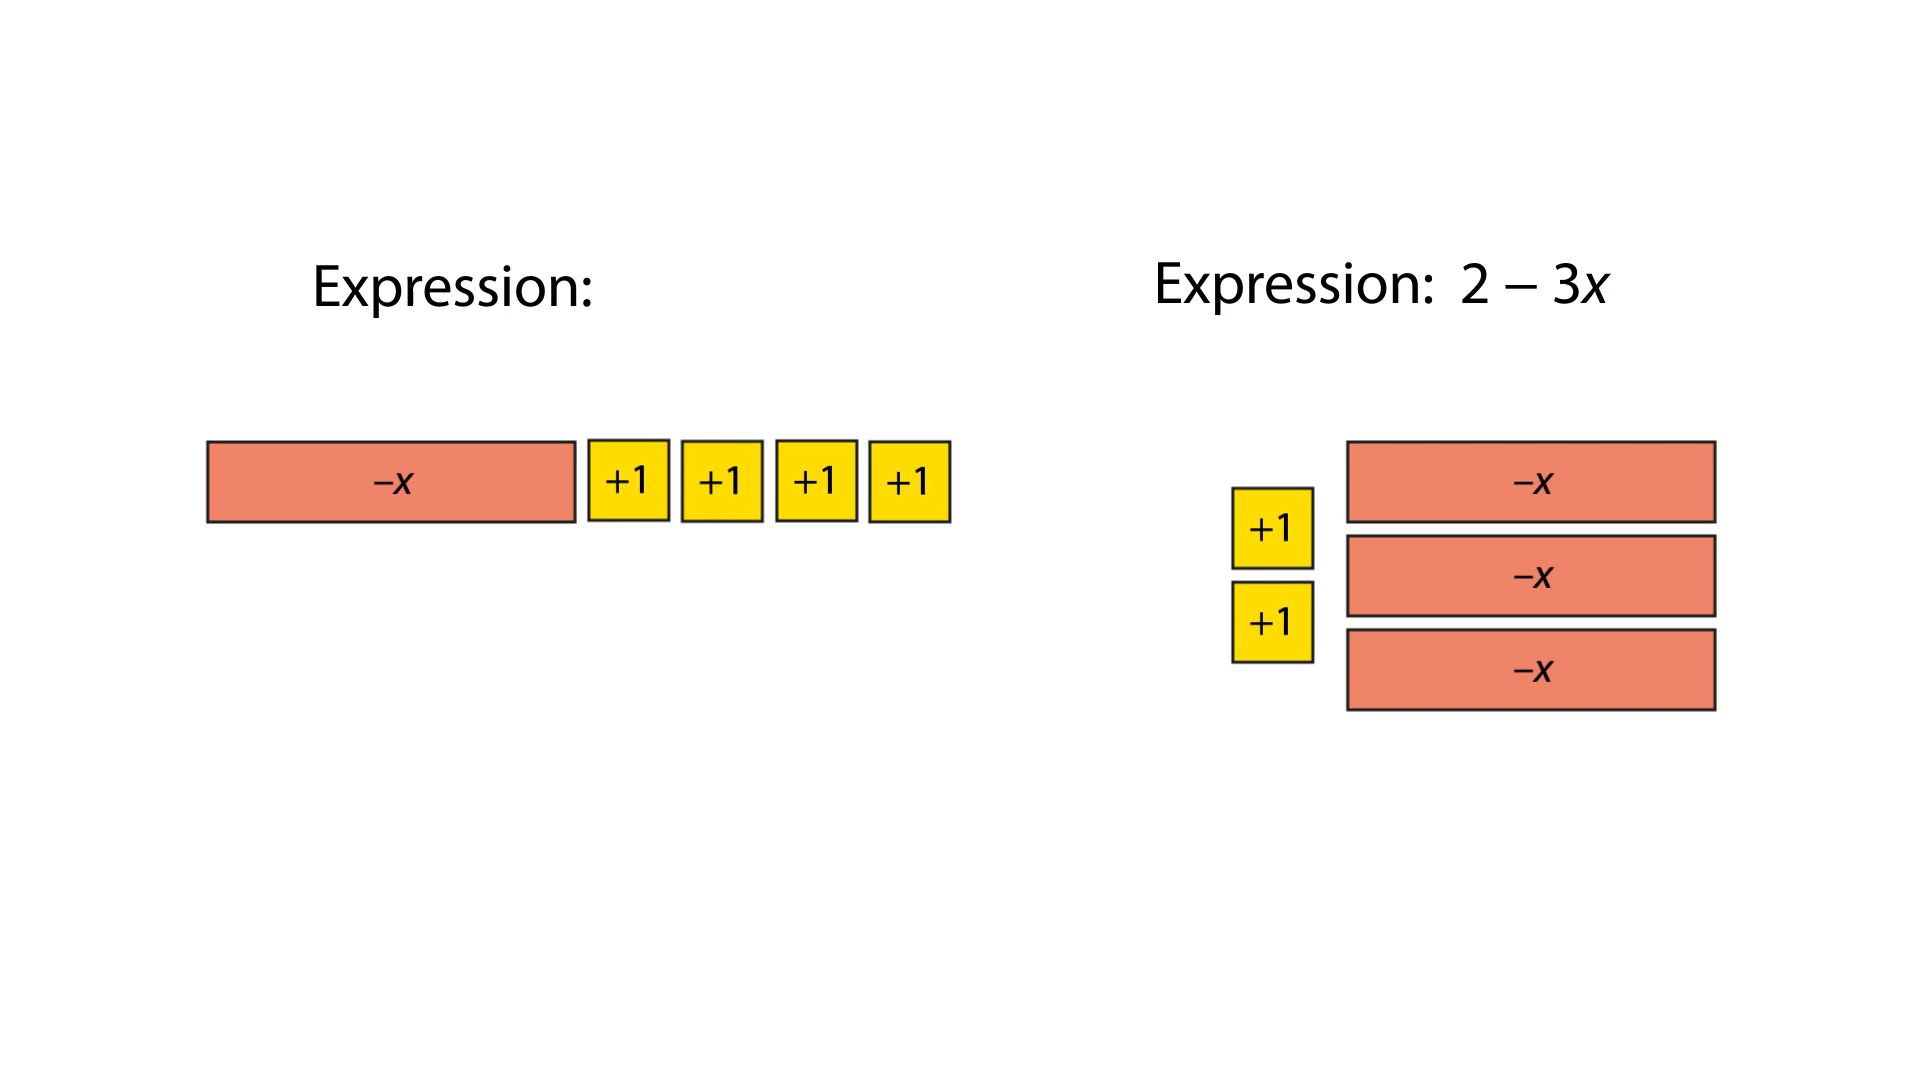 Expression:
–x +1 +1 +1 +1
Expression: 2 – 3x
+1
+1
–x
–x
–x